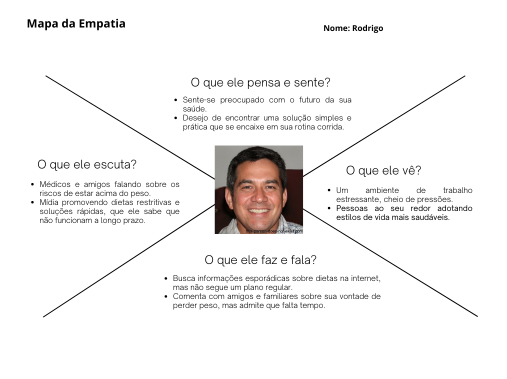 Mapa da Empatia
Nome: Rodrigo
O que ele pensa e sente?
• Sente-se preocupado com o futuro da sua
saúde.
• Desejo de encontrar uma solução simples e
prática que se encaixe em sua rotina corrida.
O que ele escuta?
• Médicos e amigos falando sobre os
riscos de estar acima do peso.
• Mídia promovendo dietas restritivas e
soluções rápidas, que ele sabe que
não funcionam a longo prazo.
O que ele vê?
• Um ambiente de trabalho
estressante, cheio de pressões.
• Pessoas ao seu redor adotando
estilos de vida mais saudáveis.
O que ele faz e fala?
• Busca informações esporádicas sobre dietas na internet,
mas não segue um plano regular.
• Comenta com amigos e familiares sobre sua vontade de
perder peso, mas admite que falta tempo.